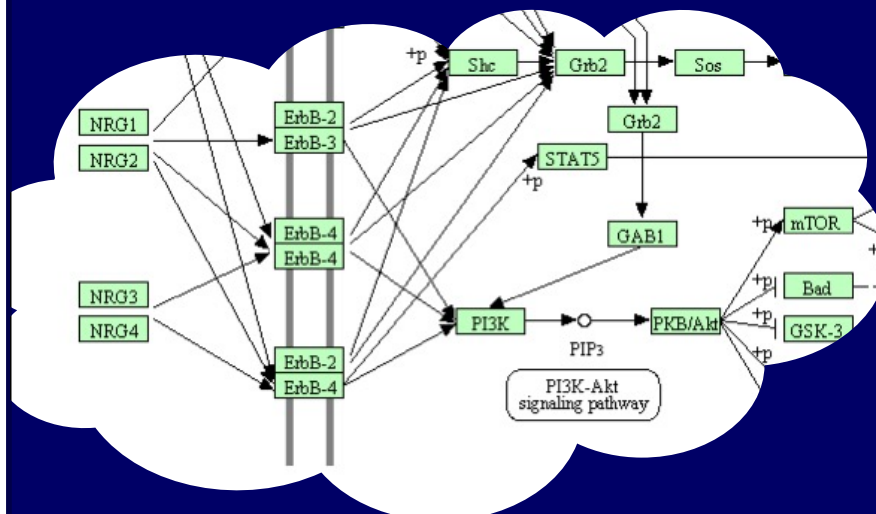 +p
Shc
Grb2
Sos
NRG1
NRG2
ErbB-2
ErbB-3
Grb2
STAT5
+p
ErbB-4
ErbB-4
GAB1
+p
mTOR
NRG3
NRG4
+p
Bad
PI3K
PIP3
PKB/Akt
+p
GSK-3
+p
ErbB-2
ErbB-4
PI3K-Akt
signaling pathway